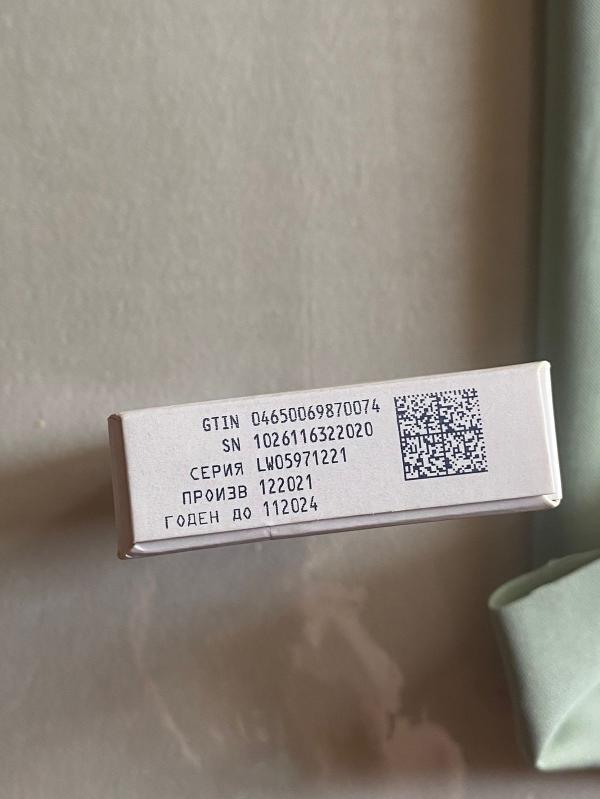 GTIN 04650069870074
SN 1026116322020
СЕРИЯ LW05971221
ПРОИЗВ 122021
ГОДЕН ДО 112024